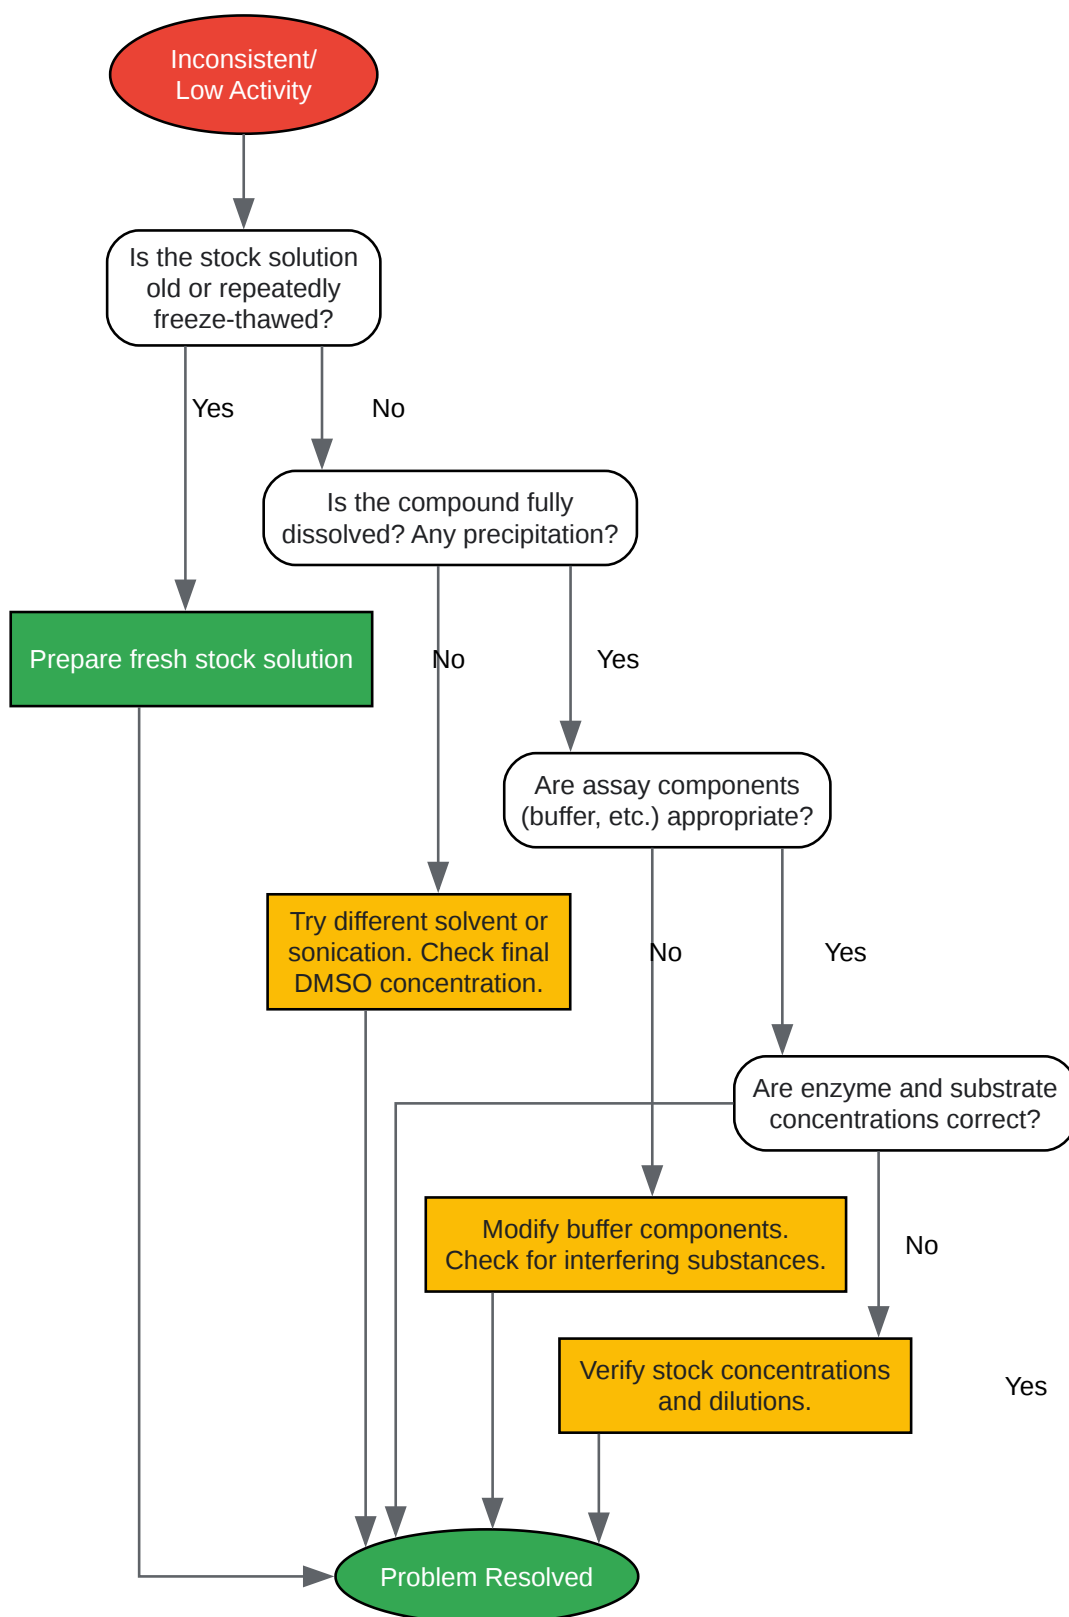 Inconsistent/
Low Activity
Is the stock solution
old or repeatedly
freeze-thawed?
Yes
No
Is the compound fully
dissolved? Any precipitation?
Prepare fresh stock solution
No
Yes
Are assay components
(buffer, etc.) appropriate?
Try different solvent or
sonication. Check final
DMSO concentration.
No
Yes
Are enzyme and substrate
concentrations correct?
Modify buffer components.
Check for interfering substances.
No
Verify stock concentrations
and dilutions.
Yes
Problem Resolved